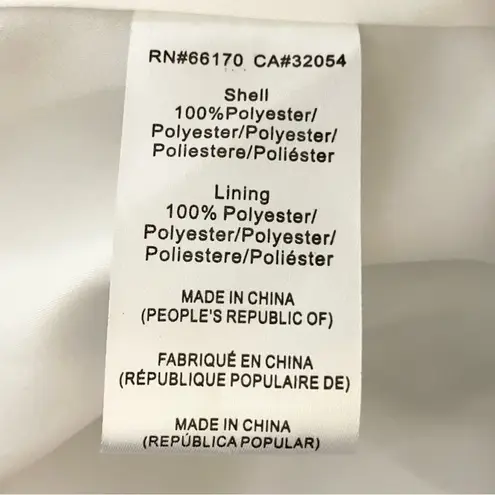 RN#66170 CA#32054
Shell
100%Polyester/
Polyester/Polyester/
Poliestere/Poliéster
Lining
100% Polyester/
Polyester/Polyester/
Poliestere/Poliéster
MADE IN CHINA
(PEOPLE'S REPUBLIC OF)
FABRIQUÉ EN CHINA
(RÉPUBLIQUE POPULAIRE DE)
MADE IN CHINA
(REPÚBLICA POPULAR)